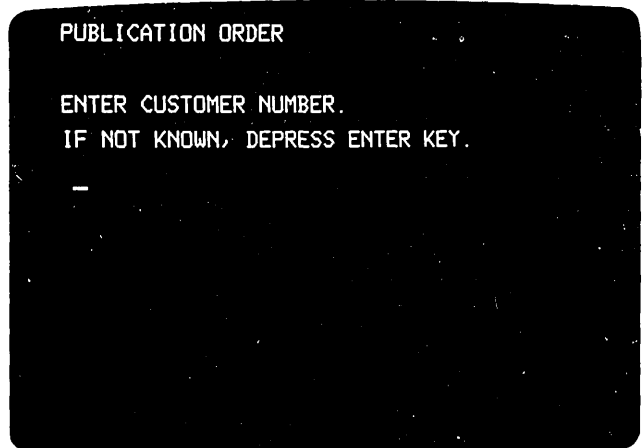 PUBLICATION ORDER
ENTER CUSTOMER NUMBER.
IF NOT KNOWN, DEPRESS ENTER KEY.